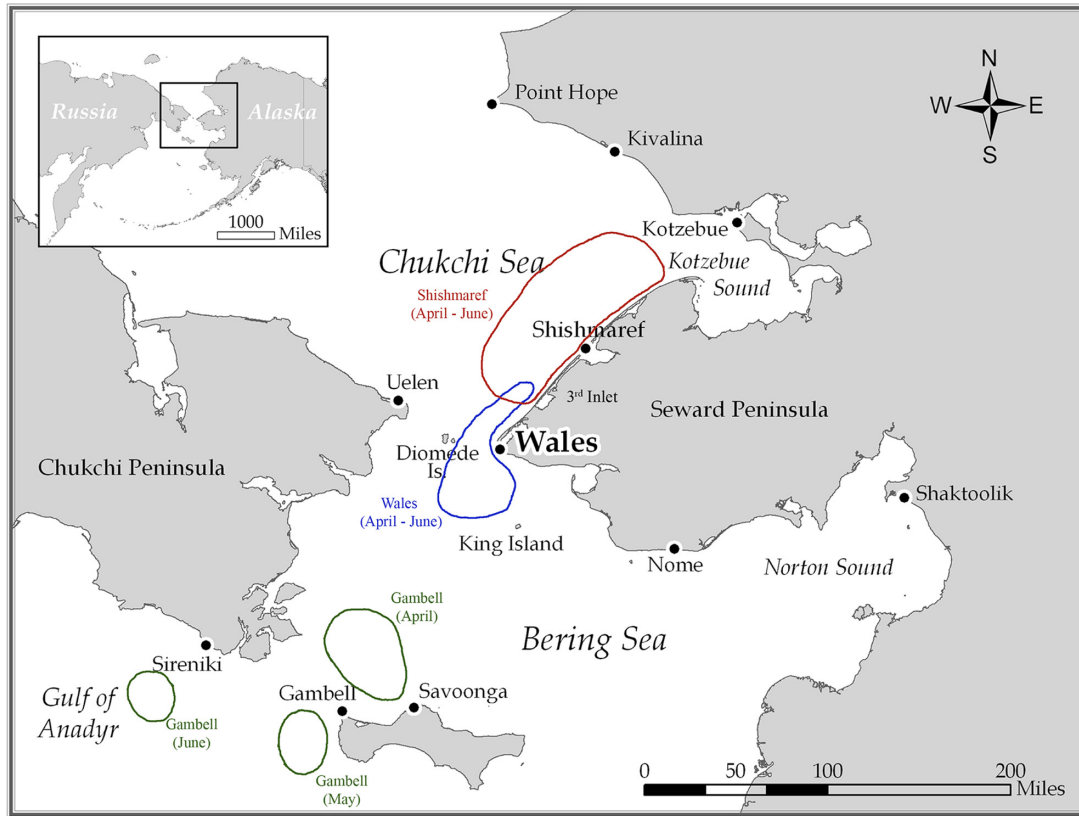 Russia
Alaska
1000
Miles
N
W
E
S
Point Hope
Kivalina
Kotzebue
Kotzebue
Sound
Chukchi Sea
Shishmaref
(April - June)
Shishmaref
Uelen
3rd Inlet
Seward Peninsula
Wales
Diomede
Isl
Chukchi Peninsula
Wales
(April - June)
Shaktoolik
King Island
Nome
Norton Sound
Gambell
(April)
Bering Sea
Sireniki
Gulf of
Anadyr
Gambell
Savoonga
Gambell
(June)
Gambell
(May)
0
50
100
200
Miles